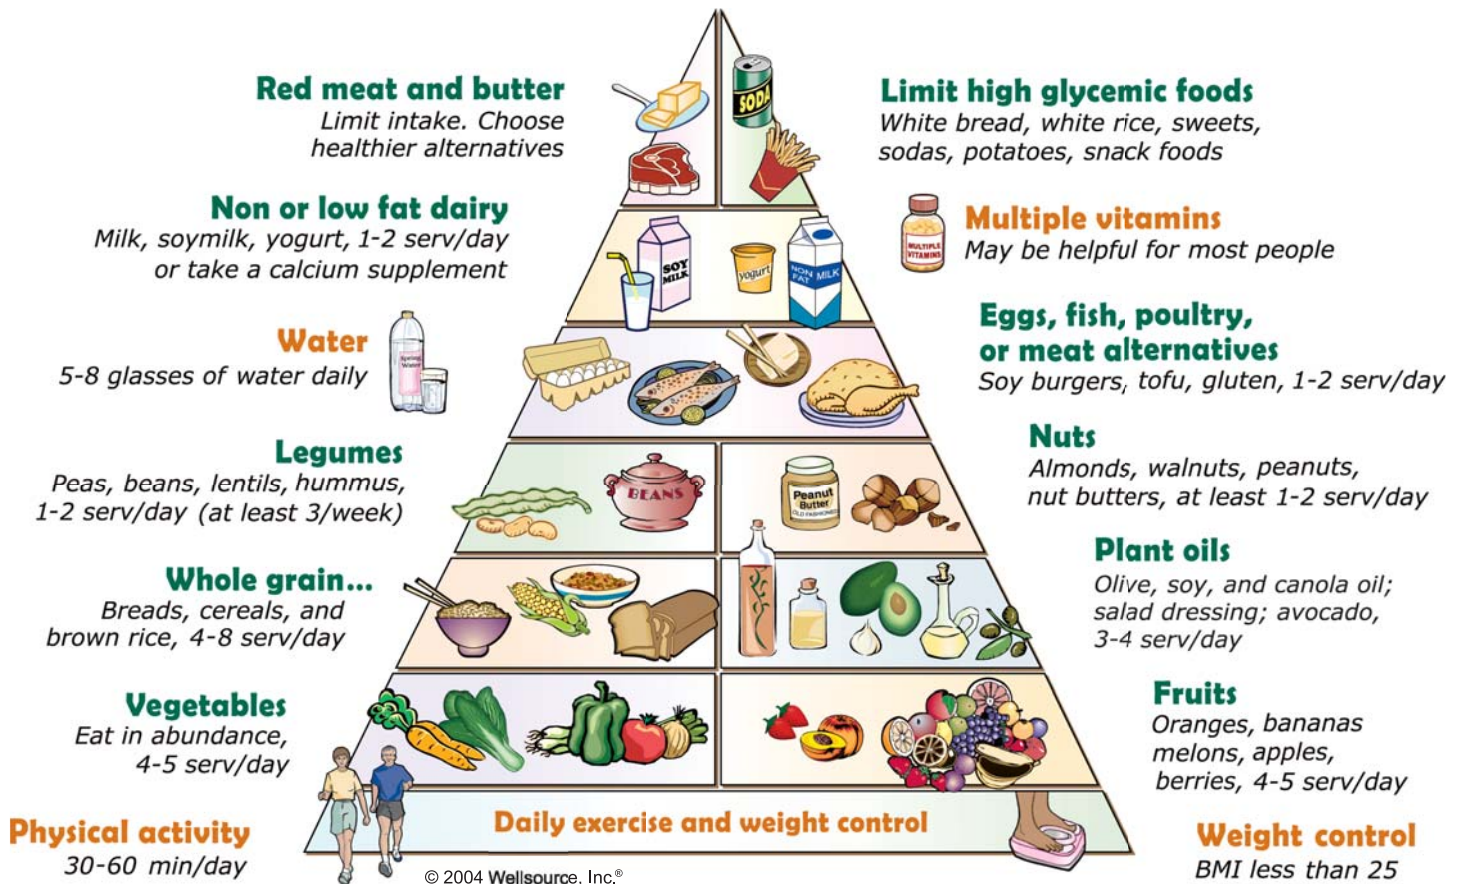 Red meat and butter
Limit intake. Choose
healthier alternatives
SODA
Limit high glycemic foods
White bread, white rice, sweets,
sodas, potatoes, snack foods
Non or low fat dairy
Milk, soymilk, yogurt, 1-2 serv/day
or take a calcium supplement
SOY
MILK
yogurt
NON FAT MILK
MULTIPLE
VITAMINS
Multiple vitamins
May be helpful for most people
Water
5-8 glasses of water daily
Spring
Water
Eggs, fish, poultry,
or meat alternatives
Soy burgers, tofu, gluten, 1-2 serv/day
Legumes
Peas, beans, lentils, hummus,
1-2 serv/day (at least 3/week)
BEANS
Peanut
Butter
OLD FASHIONED
Nuts
Almonds, walnuts, peanuts,
nut butters, at least 1-2 serv/day
Whole grain...
Breads, cereals, and
brown rice, 4-8 serv/day
Plant oils
Olive, soy, and canola oil;
salad dressing; avocado,
3-4 serv/day
Vegetables
Eat in abundance,
4-5 serv/day
Fruits
Oranges, bananas
melons, apples,
berries, 4-5 serv/day
Physical activity
30-60 min/day
Daily exercise and weight control
Weight control
BMI less than 25
© 2004 Wellsource, Inc.®